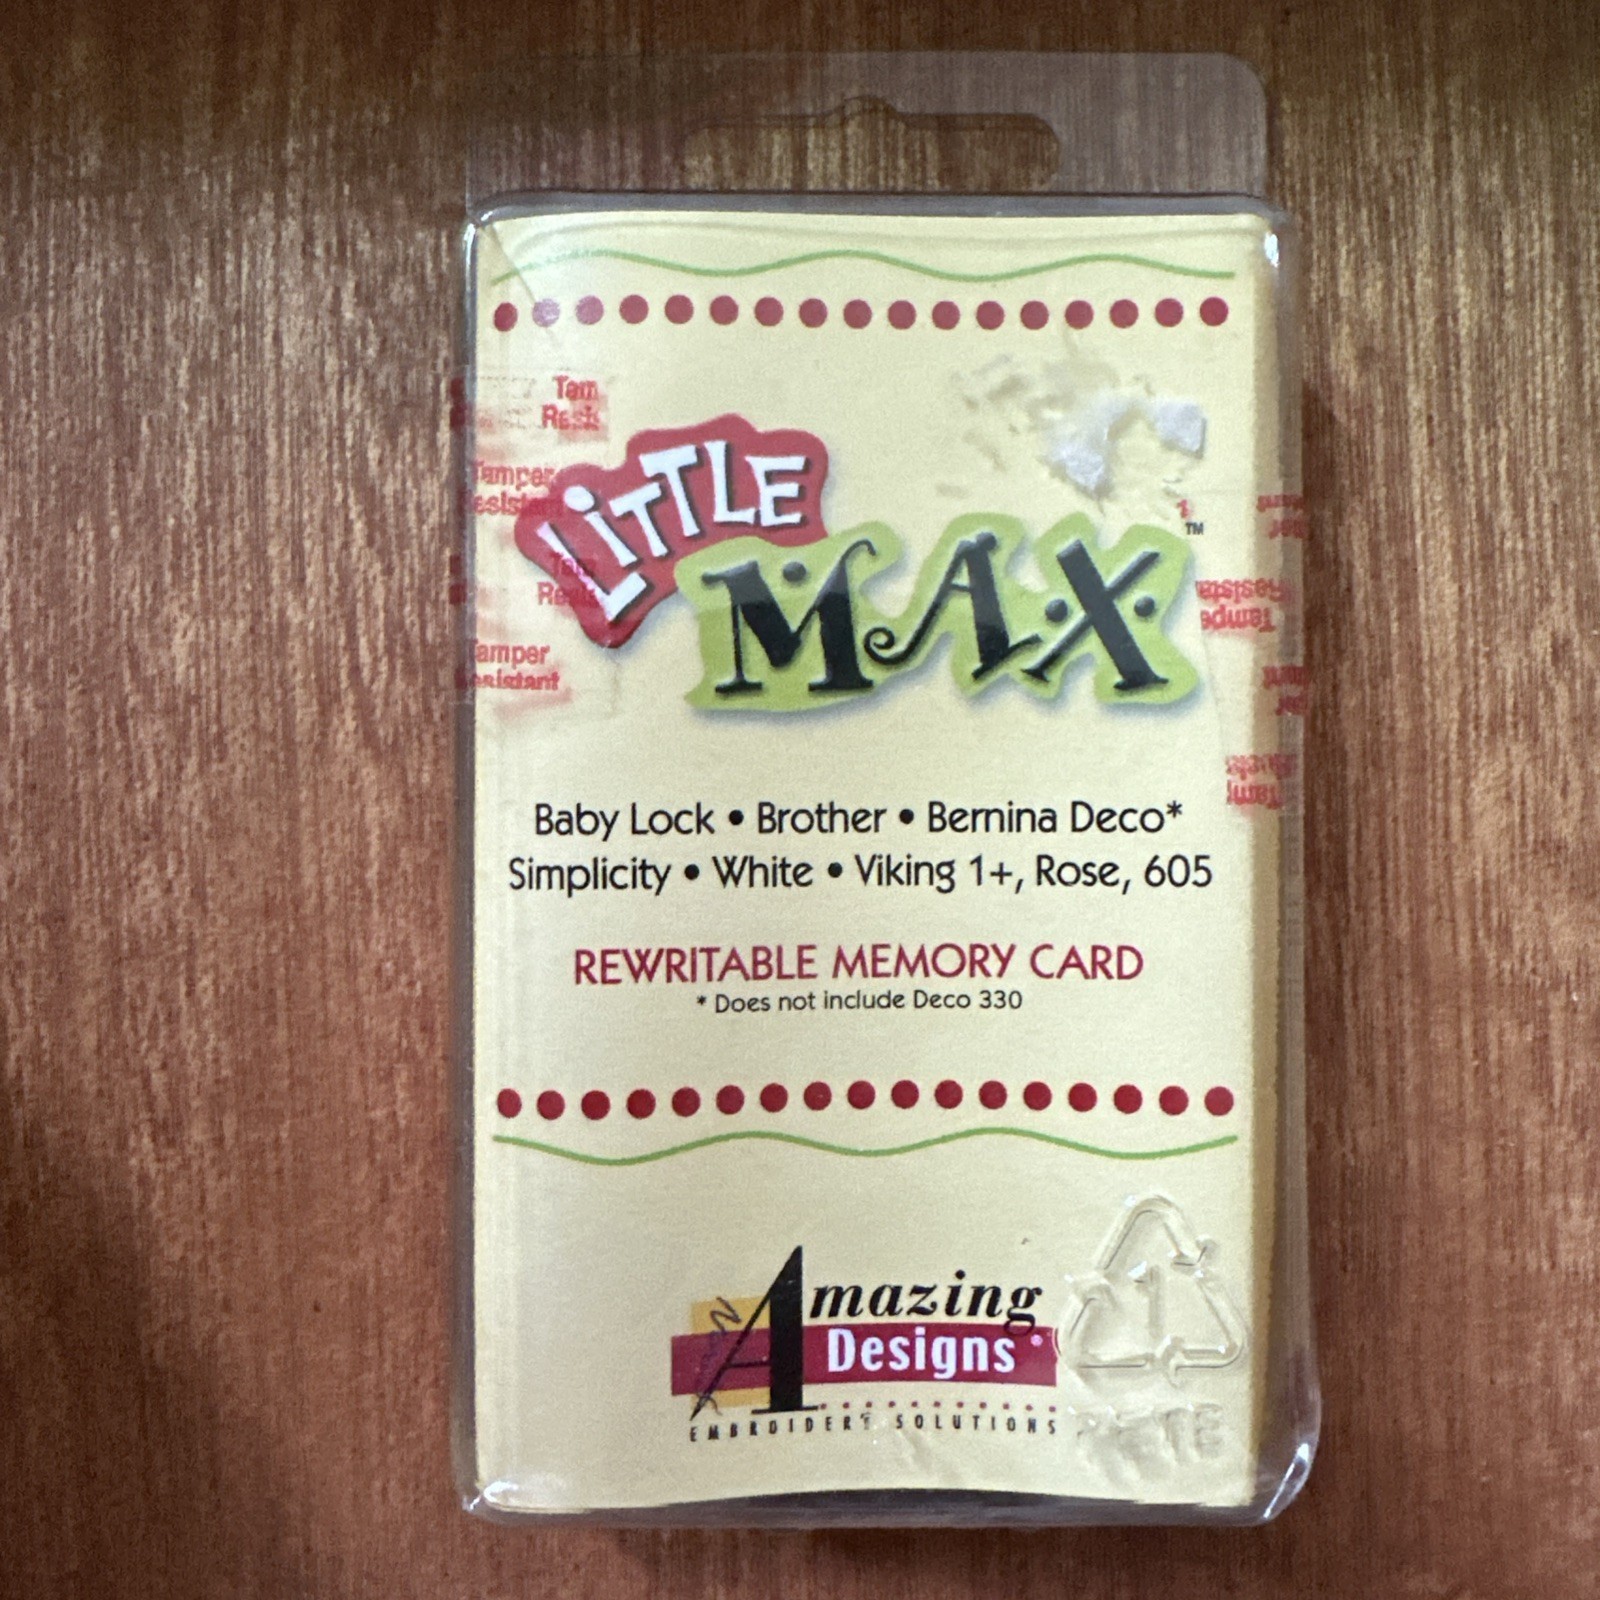 Tamper
Resistant
Tamper
LITTLE
MAX ™
Baby Lock • Brother • Bernina Deco*
Simplicity • White • Viking 1+, Rose, 605
REWRITABLE MEMORY CARD
* Does not include Deco 330
Amazing
Designs®
EMBROIDERY SOLUTIONS
1
PETE